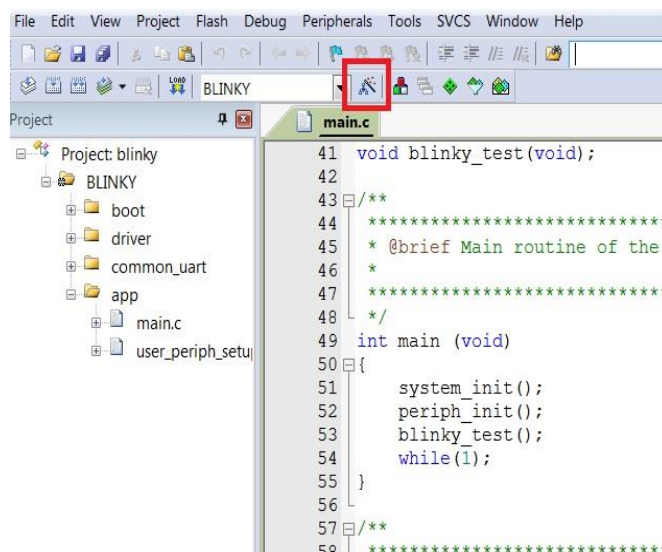 File Edit View Project Flash Debug Peripherals Tools SVCS Window Help
LOAD BLINKY
Project
main.c
Project: blinky
BLINKY
boot
driver
common_uart
app
main.c
user_periph_setu
41 void blinky_test(void);
42
43 /**
44 ******************************
45 * @brief Main routine of the
46 *
47 ******************************
48 */
49 int main (void)
50 {
51 system_init();
52 periph_init();
53 blinky_test();
54 while(1);
55 }
56
57 /**
58 ******************************